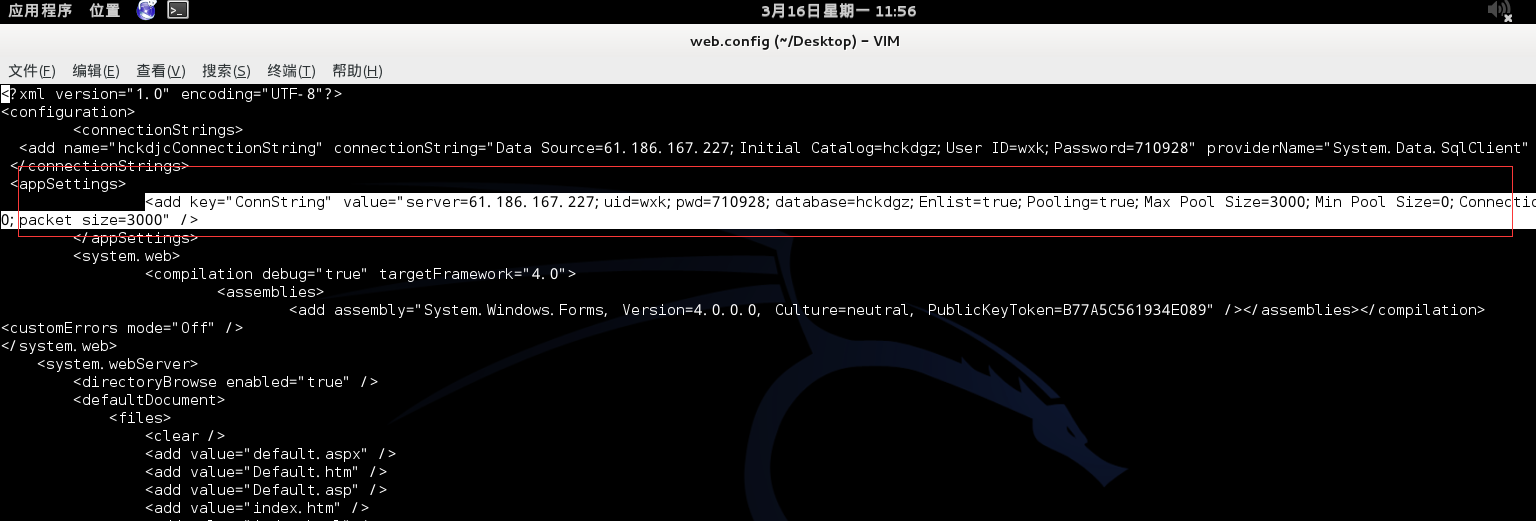 应用程序 位置 3月16日星期一 11:56
web.config (~/Desktop) - VIM
文件(F) 编辑(E) 查看(V) 搜索(S) 终端(T) 帮助(H)
<?xml version="1.0" encoding="UTF-8"?>
<configuration>
<connectionStrings>
<add name="hckdjcConnectionString" connectionString="Data Source=61.186.167.227;Initial Catalog=hckdgz;User ID=wxk;Password=710928" providerName="System.Data.SqlClient"
</connectionStrings>
<appSettings>
<add key="ConnString" value="server=61.186.167.227;uid=wxk;pwd=710928;database=hckdgz;Enlist=true;Pooling=true;Max Pool Size=3000;Min Pool Size=0;Connectio
0;packet size=3000" />
</appSettings>
<system.web>
<compilation debug="true" targetFramework="4.0">
<assemblies>
<add assembly="System.Windows.Forms, Version=4.0.0.0, Culture=neutral, PublicKeyToken=B77A5C561934E089" /></assemblies></compilation>
<customErrors mode="Off" />
</system.web>
<system.webServer>
<directoryBrowse enabled="true" />
<defaultDocument>
<files>
<clear />
<add value="default.aspx" />
<add value="Default.htm" />
<add value="Default.asp" />
<add value="index.htm" />